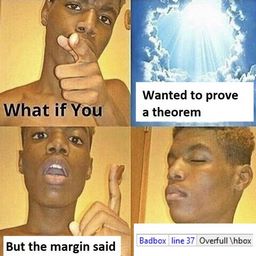 What if You
Wanted to prove
a theorem
But the margin said
Badbox line 37 Overfull \hbox